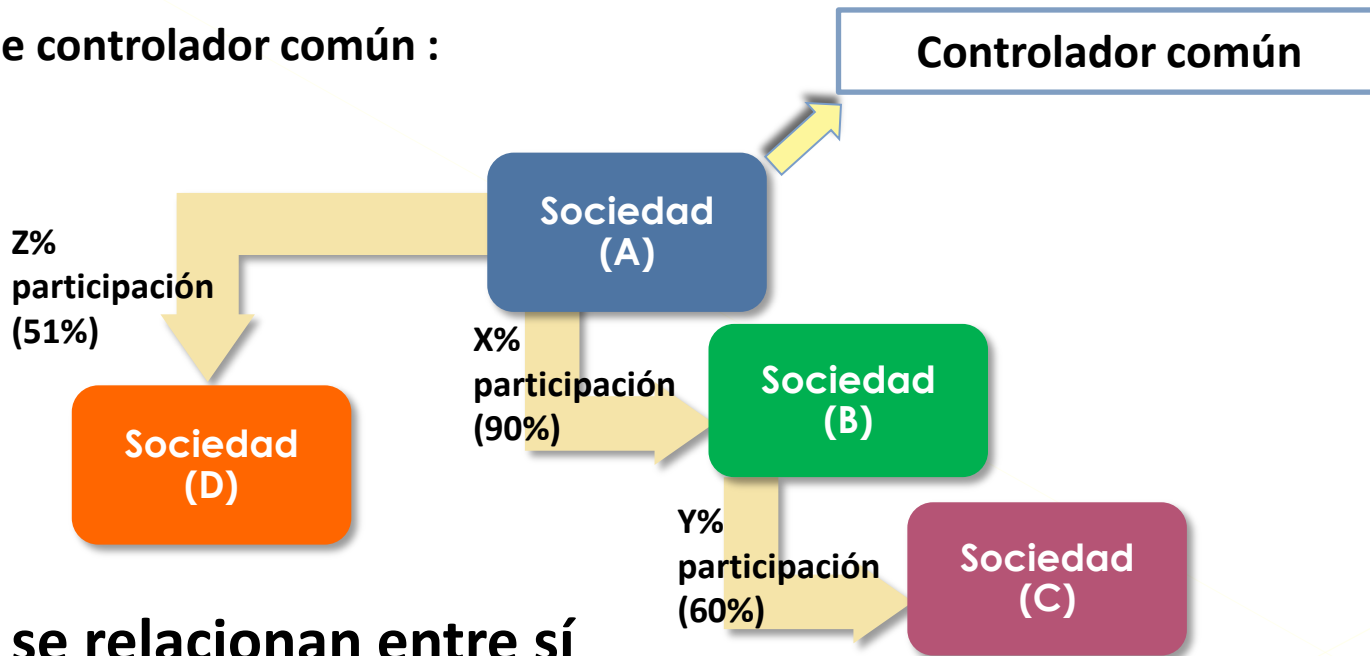 e controlador común :
Controlador común
Sociedad
(A)
Z%
participación
(51%)
X%
participación
(90%)
Sociedad
(B)
Sociedad
(D)
Y%
participación
(60%)
Sociedad
(C)
se relacionan entre sí